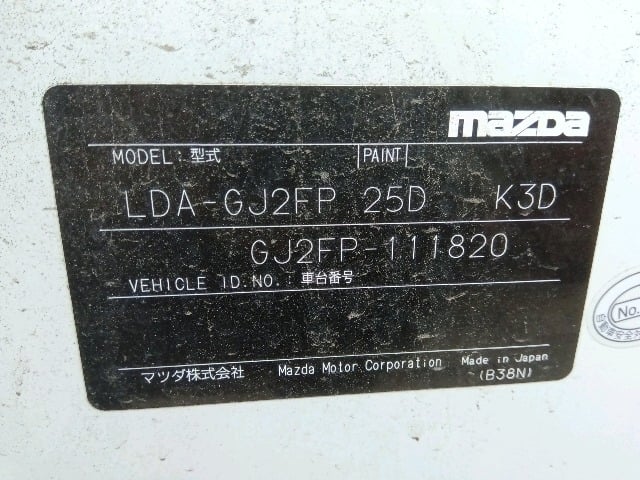 mazda
MODEL: 型式 PAINT
LDA-GJ2FP 25D K3D
GJ2FP-111820
VEHICLE ID.NO.: 車台番号
マツダ株式会社 Mazda Motor Corporation Made in Japan
(B38N)
No.